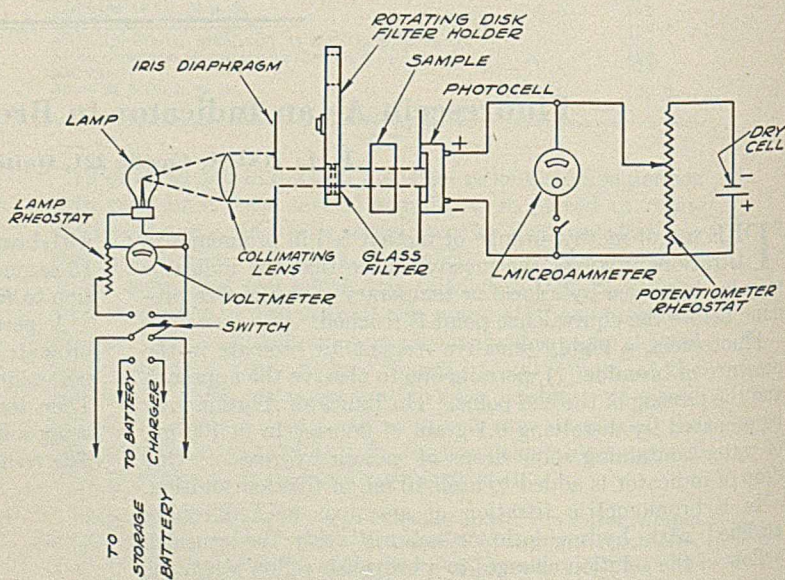 ROTATING DISK
FILTER HOLDER
SAMPLE
IRIS DIAPHRAGM
PHOTOCELL
LAMP
+
DRY
CELL
-
+
-
LAMP
RHEOSTAT
COLLIMATING
LENS
GLASS
FILTER
MICROAMMETER
VOLTMETER
POTENTIOMETER
RHEOSTAT
SWITCH
TO BATTERY
CHARGER
TO
STORAGE
BATTERY